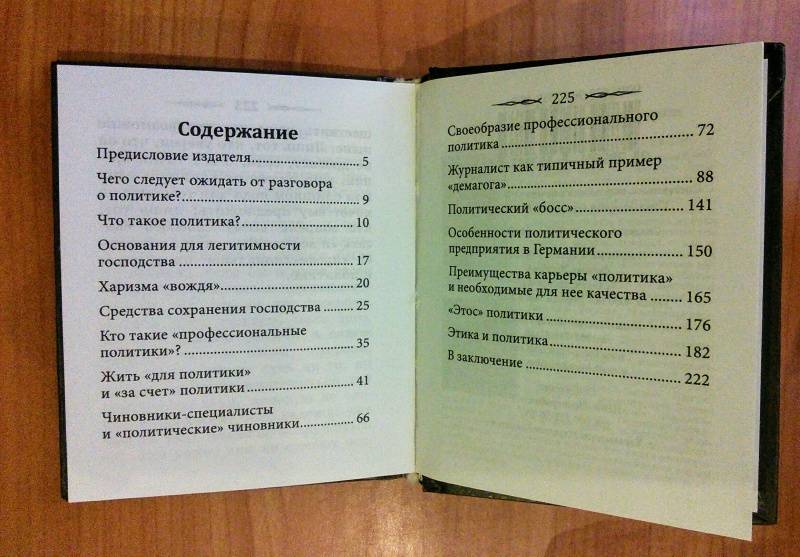 Содержание
Предисловие издателя.................................5
Чего следует ожидать от разговора
о политике?.................................9
Что такое политика?.................................10
Основания для легитимности
господства.................................17
Харизма «вождя».................................20
Средства сохранения господства.......25
Кто такие «профессиональные
политики»?.................................35
Жить «для политики»
и «за счет» политики.................................41
Чиновники-специалисты
и «политические» чиновники.................66
225
Своеобразие профессионального
политика.................................72
Журналист как типичный пример
«демагога».................................88
Политический «босс».................................141
Особенности политического
предприятия в Германии.................................150
Преимущества карьеры «политика»
и необходимые для нее качества........165
«Этос» политики.................................176
Этика и политика.................................182
В заключение.................................222